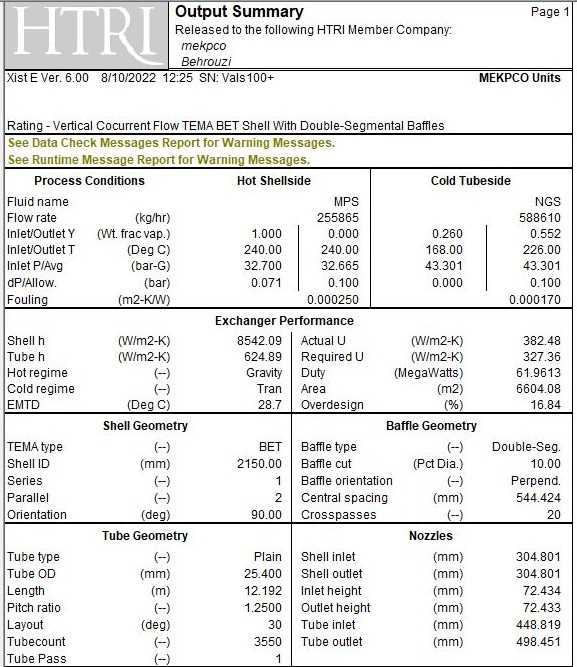 HTRI
Output Summary Page 1
Released to the following HTRI Member Company:
mekpco
Behrouzi
Xist E Ver. 6.00 8/10/2022 12:25 SN: Vals100+ MEKPCO Units
Rating - Vertical Cocurrent Flow TEMA BET Shell With Double-Segmental Baffles
See Data Check Messages Report for Warning Messages.
See Runtime Message Report for Warning Messages.
Process Conditions Hot Shellside Cold Tubeside
Fluid name MPS NGS
Flow rate (kg/hr) 255865 588610
Inlet/Outlet Y (Wt. frac vap.) 1.000 0.000 0.260 0.552
Inlet/Outlet T (Deg C) 240.00 240.00 168.00 226.00
Inlet P/Avg (bar-G) 32.700 32.665 43.301 43.301
dP/Allow. (bar) 0.071 0.100 0.000 0.100
Fouling (m2-K/W) 0.000250 0.000170
Exchanger Performance
Shell h (W/m2-K) 8542.09 Actual U (W/m2-K) 382.48
Tube h (W/m2-K) 624.89 Required U (W/m2-K) 327.36
Hot regime (--) Gravity Duty (MegaWatts) 61.9613
Cold regime (--) Tran Area (m2) 6604.08
EMTD (Deg C) 28.7 Overdesign (%) 16.84
Shell Geometry Baffle Geometry
TEMA type (--) BET Baffle type (--) Double-Seg.
Shell ID (mm) 2150.00 Baffle cut (Pct Dia.) 10.00
Series (--) 1 Baffle orientation (--) Perpend.
Parallel (--) 2 Central spacing (mm) 544.424
Orientation (deg) 90.00 Crosspasses (--) 20
Tube Geometry Nozzles
Tube type (--) Plain Shell inlet (mm) 304.801
Tube OD (mm) 25.400 Shell outlet (mm) 304.801
Length (m) 12.192 Inlet height (mm) 72.434
Pitch ratio (--) 1.2500 Outlet height (mm) 72.433
Layout (deg) 30 Tube inlet (mm) 448.819
Tubecount (--) 3550 Tube outlet (mm) 498.451
Tube Pass (--) 1